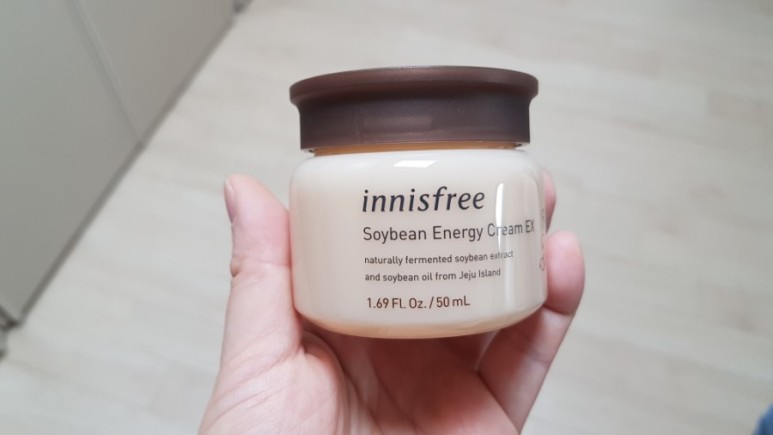 innisfree
Soybean Energy Cream EX
naturally fermented soybean extract
and soybean oil from Jeju Island
1.69 Fl. Oz. / 50 mL